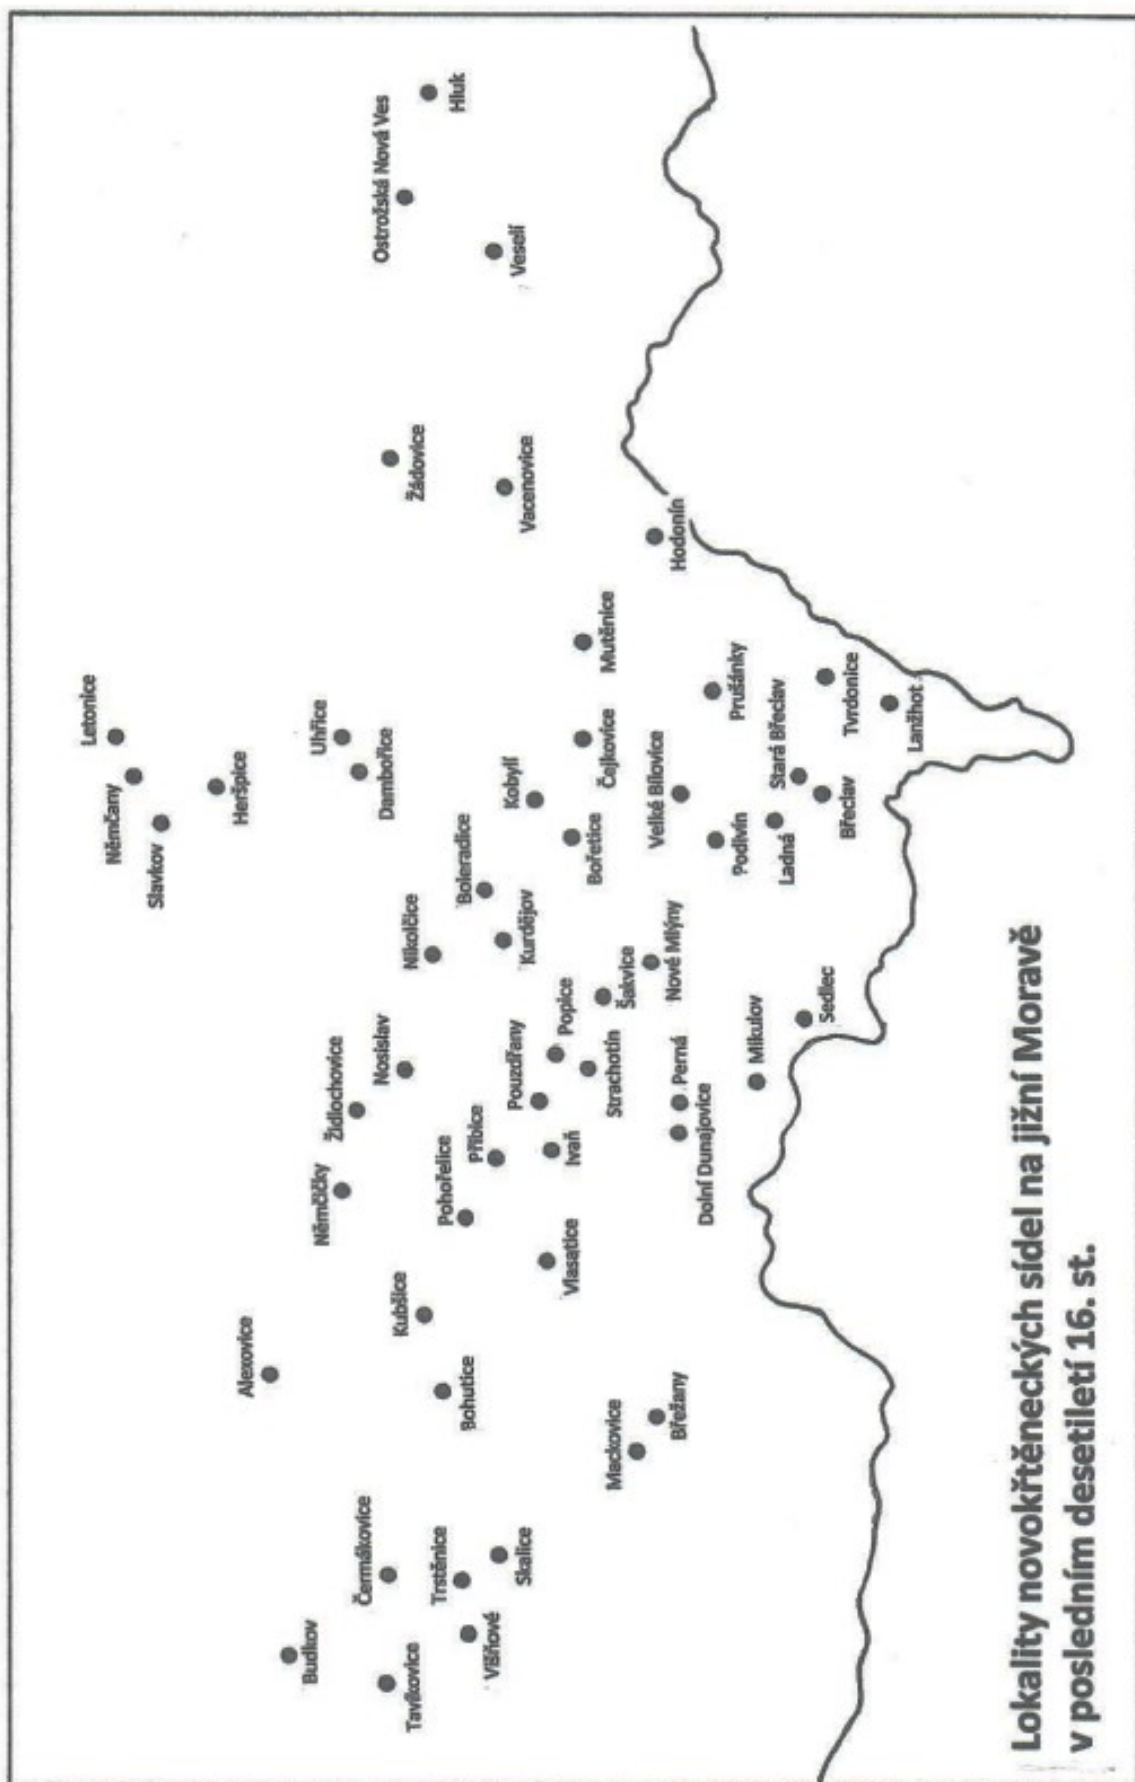 Letonice
Němčany
Slavkov
Heršpice
Alexovice
Budkov
Uhřice
Dambořice
Němčičky
Židlochovice
Nosislav
Ostrožská Nová Ves
Hluk
Žádovice
Nikolčice
Čermákovice
Tavíkovice
Kubšice
Bohutice
Trstěnice
Višňové
Skalice
Pohořelice
Přibice
Boleradice
Kurdějov
Veselí
Vacenovice
Kobylí
Pouzdřany
Popice
Ivaň
Vlasatice
Bořetice
Čejkovice
Mutěnice
Strachotín
Šakvice
Nové Mlýny
Mackovice
Břežany
Hodonín
Dolní Dunajovice
Perná
Velké Bílovice
Podivín
Prušánky
Mikulov
Sedlec
Ladná
Stará Břeclav
Břeclav
Tvrdonice
Lanžhot
Lokality novokřtěneckých sídel na jižní Moravě
v posledním desetiletí 16. st.